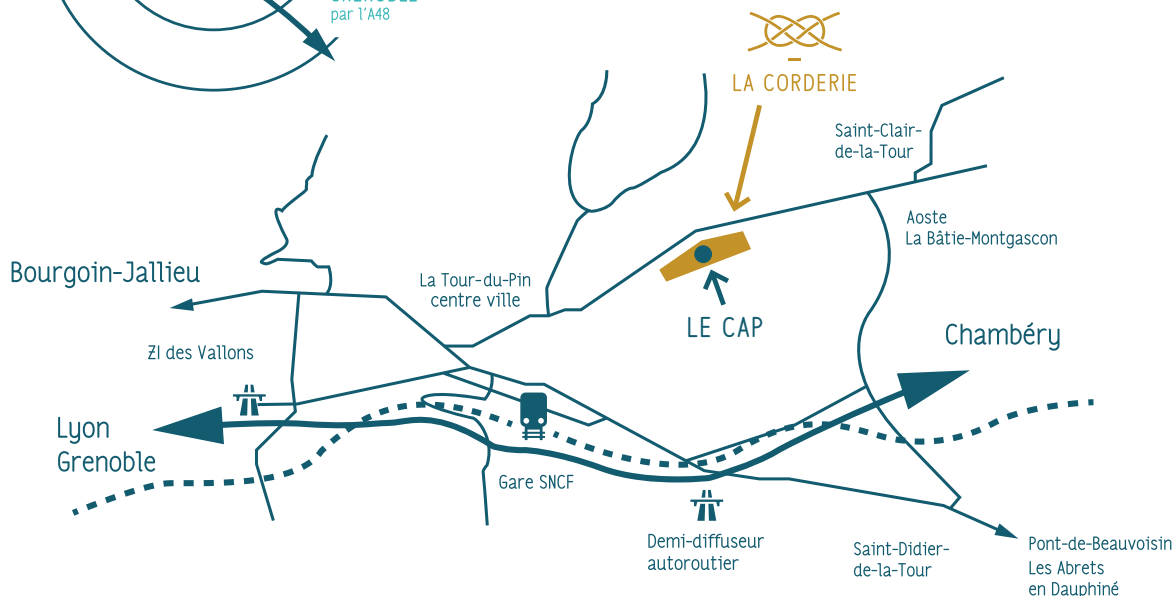 par l'A48
LA CORDERIE
Saint-Clair-
de-la-Tour
Aoste
La Bâtie-Montgascon
Bourgoin-Jallieu
La Tour-du-Pin
centre ville
LE CAP
Chambéry
ZI des Vallons
Lyon
Grenoble
Gare SNCF
Demi-diffuseur
autoroutier
Saint-Didier-
de-la-Tour
Pont-de-Beauvoisin
Les Abrets
en Dauphiné